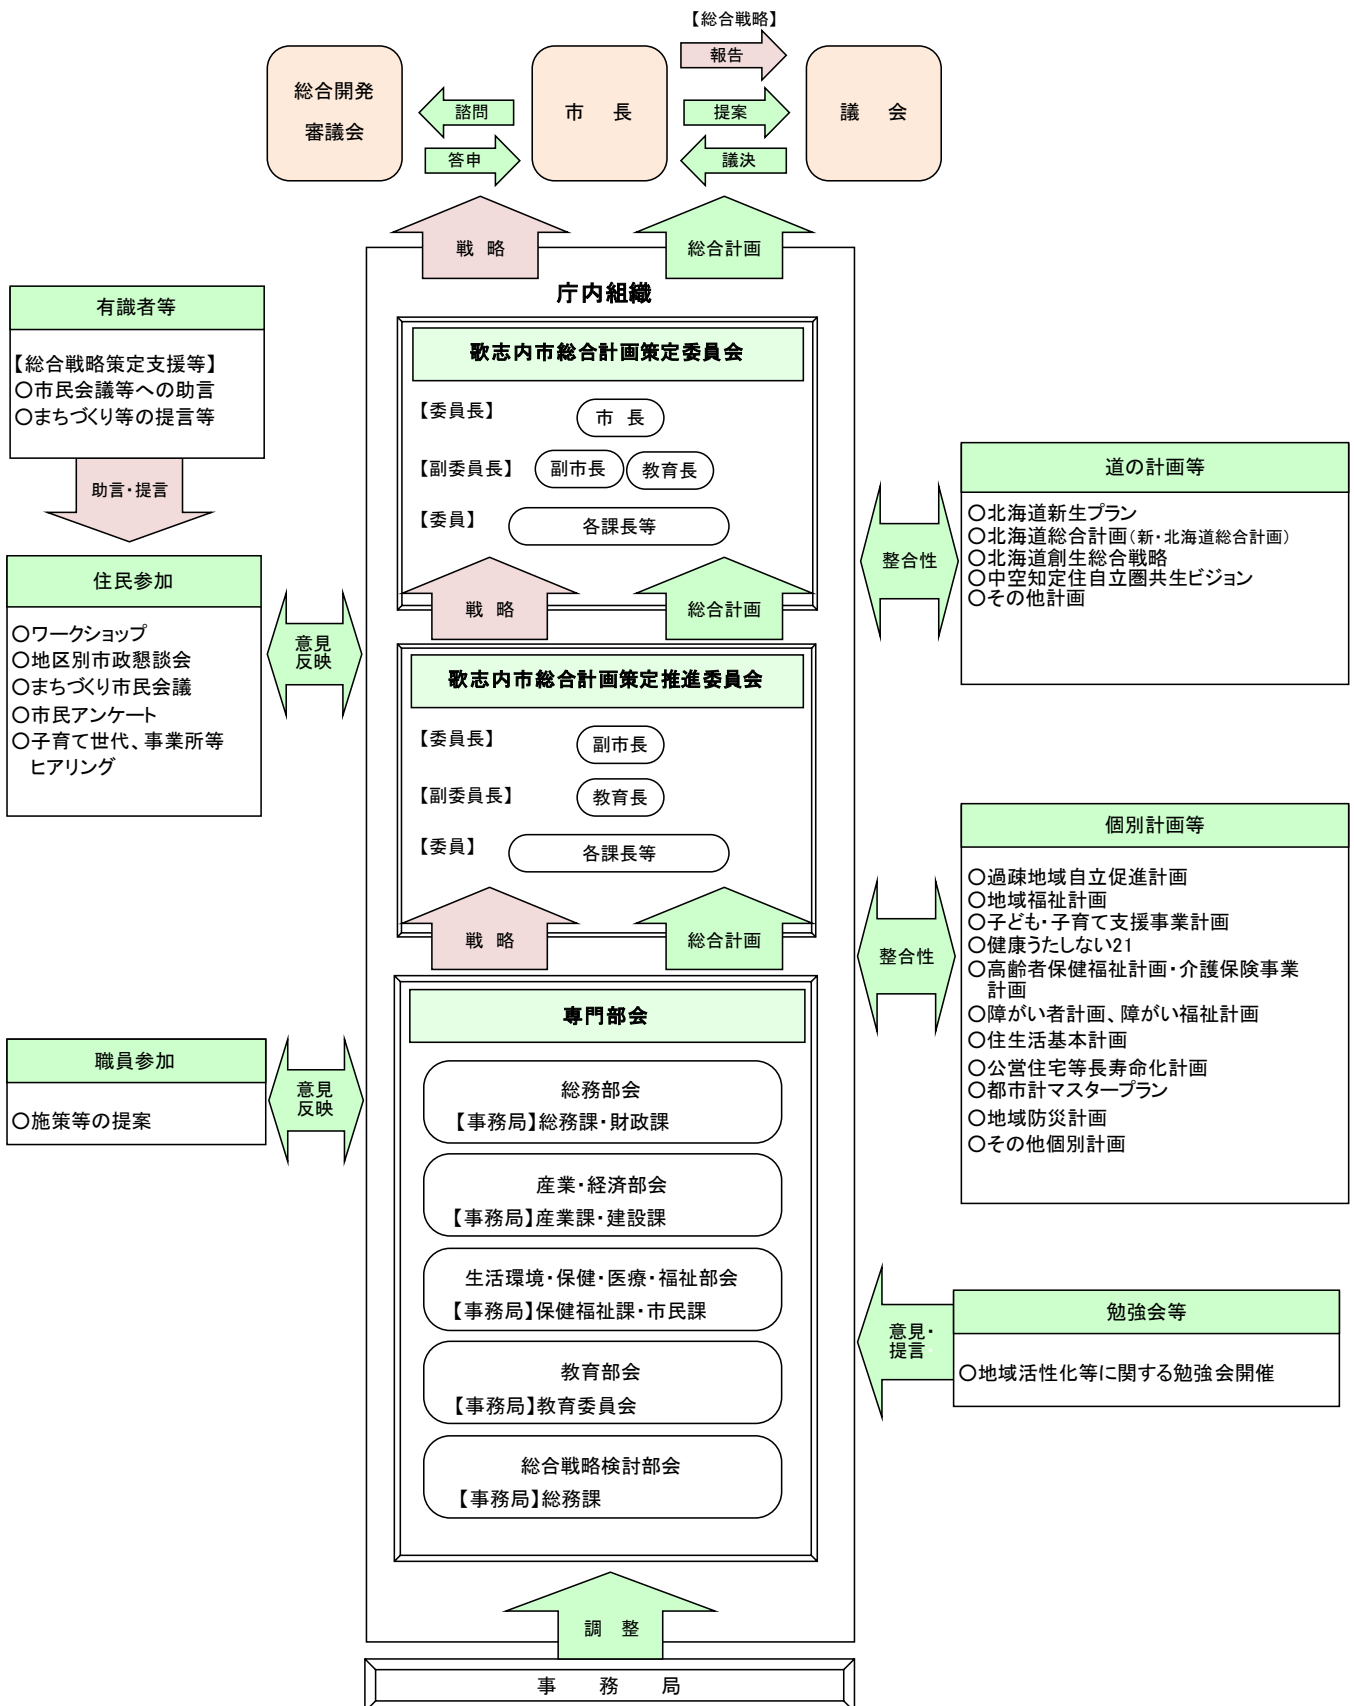 【総合戦略】
報告
総合開発
審議会
諮問
答申
市　長
提案
議決
議　会
戦 略
総合計画
庁内組織
有識者等
【総合戦略策定支援等】
○市民会議等への助言
○まちづくり等の提言等
助言・提言
住民参加
○ワークショップ
○地区別市政懇談会
○まちづくり市民会議
○市民アンケート
○子育て世代、事業所等
ヒアリング
意見
反映
職員参加
○施策等の提案
意見
反映
歌志内市総合計画策定委員会
【委員長】
市 長
【副委員長】
副市長
教育長
【委員】
各課長等
戦 略
総合計画
歌志内市総合計画策定推進委員会
【委員長】
副市長
【副委員長】
教育長
【委員】
各課長等
戦 略
総合計画
専門部会
総務部会
【事務局】総務課・財政課
産業・経済部会
【事務局】産業課・建設課
生活環境・保健・医療・福祉部会
【事務局】保健福祉課・市民課
教育部会
【事務局】教育委員会
総合戦略検討部会
【事務局】総務課
調　整
事　務　局
整合性
道の計画等
○北海道新生プラン
○北海道総合計画（新・北海道総合計画）
○北海道創生総合戦略
○中空知定住自立圏共生ビジョン
○その他計画
整合性
個別計画等
○過疎地域自立促進計画
○地域福祉計画
○子ども・子育て支援事業計画
○健康うたしない21
○高齢者保健福祉計画・介護保険事業
計画
○障がい者計画、障がい福祉計画
○住生活基本計画
○公営住宅等長寿命化計画
○都市計マスタープラン
○地域防災計画
○その他個別計画
意見・
提言
勉強会等
○地域活性化等に関する勉強会開催